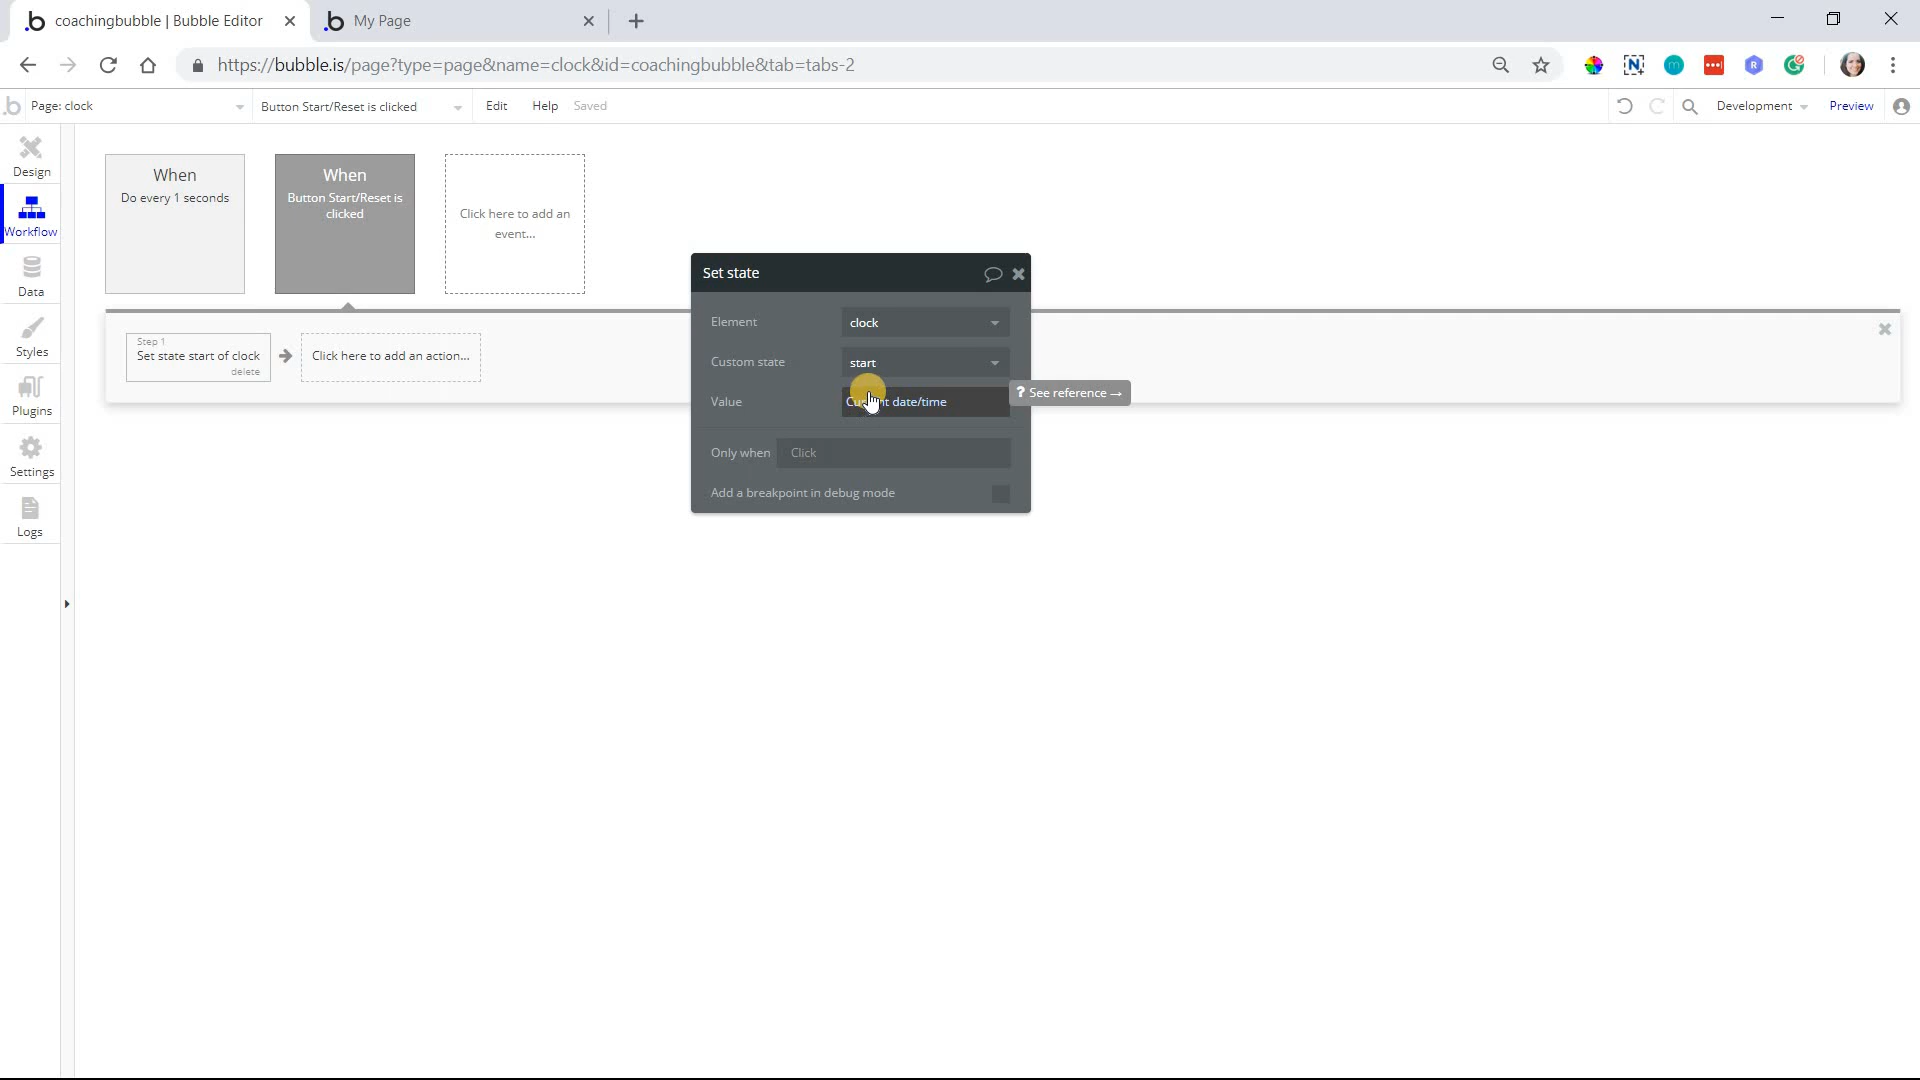 coachingbubble | Bubble Editor
My Page
https://bubble.is/page?type=page&name=clock&id=coachingbubble&tab=tabs-2
Page: clock
Button Start/Reset is clicked
Edit
Help
Saved
Development
Preview
Design
Workflow
Data
Styles
Plugins
Settings
Logs
When
Do every 1 seconds
When
Button Start/Reset is
clicked
Click here to add an
event...
Step 1
Set state start of clock
delete
Click here to add an action...
Set state
Element
clock
Custom state
start
Value
Current date/time
? See reference →
Only when
Click
Add a breakpoint in debug mode